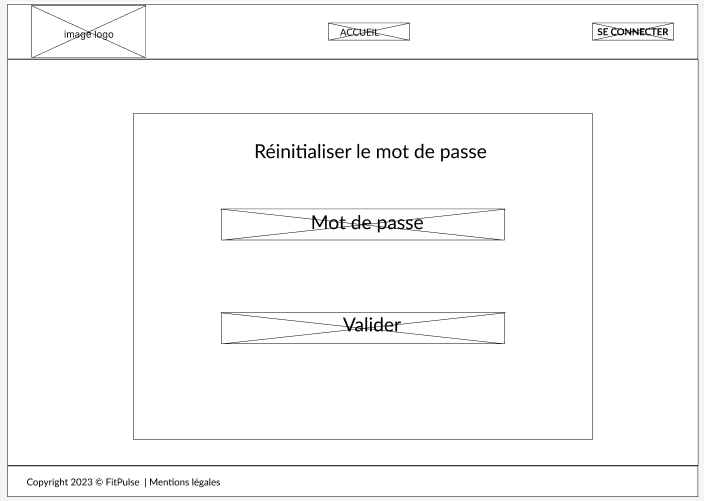 image logo
ACCUEIL
SE CONNECTER
Réinitialiser le mot de passe
Mot de passe
Valider
Copyright 2023 © FitPulse | Mentions légales